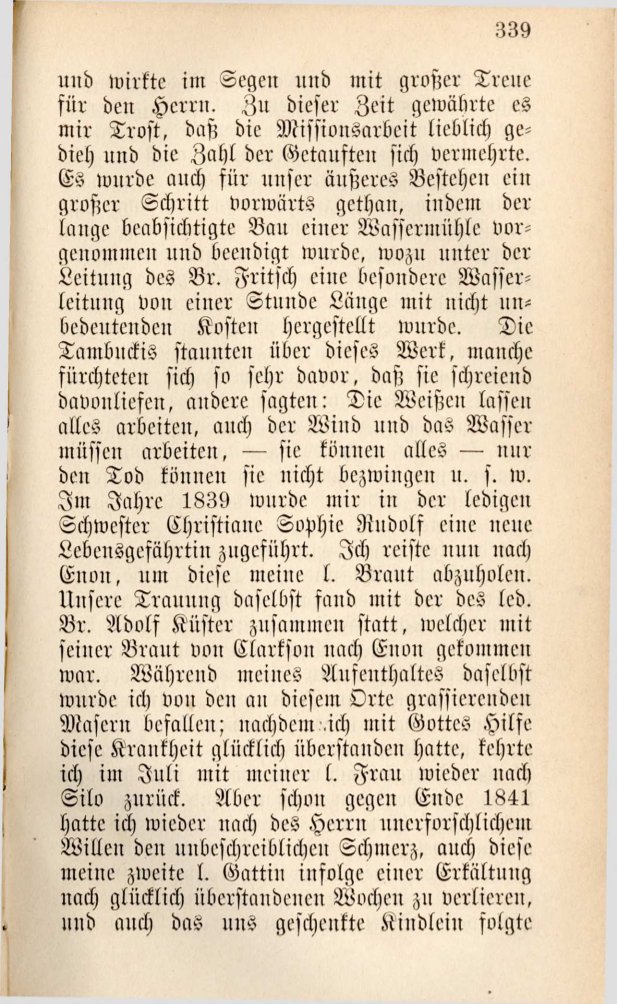 339
und wirkte im Segen und mit großer Treue
für den Herrn. Zu dieser Zeit gewährte es
mir Trost, daß die Missionsarbeit lieblich ge-
dieh und die Zahl der Getauften sich vermehrte.
Es wurde auch für unser äußeres Bestehen ein
großer Schritt vorwärts gethan, indem der
lange beabsichtigte Bau einer Wassermühle vor-
genommen und beendigt wurde, wozu unter der
Leitung des Br. Fritsch eine besondere Wasser-
leitung von einer Stunde Länge mit nicht un-
bedeutenden Kosten hergestellt wurde. Die
Tambuckis staunten über dieses Werk, manche
fürchteten sich so sehr davor, daß sie schreiend
davonliefen, andere sagten: Die Weißen lassen
alles arbeiten, auch der Wind und das Wasser
müssen arbeiten, — sie können alles — nur
den Tod können sie nicht bezwingen u. s. w.
Im Jahre 1839 wurde mir in der ledigen
Schwester Christiane Sophie Rudolf eine neue
Lebensgefährtin zugeführt. Ich reiste nun nach
Enon, um diese meine l. Braut abzuholen.
Unsere Trauung daselbst fand mit der des led.
Br. Adolf Küster zusammen statt, welcher mit
seiner Braut von Clarkson nach Enon gekommen
war. Während meines Aufenthaltes daselbst
wurde ich von den an diesem Orte grassierenden
Masern befallen; nachdem ich mit Gottes Hilfe
diese Krankheit glücklich überstanden hatte, kehrte
ich im Juli mit meiner l. Frau wieder nach
Silo zurück. Aber schon gegen Ende 1841
hatte ich wieder nach des Herrn unerforschlichem
Willen den unbeschreiblichen Schmerz, auch diese
meine zweite l. Gattin infolge einer Erkältung
nach glücklich überstandenen Wochen zu verlieren,
und auch das uns geschenkte Kindlein folgte